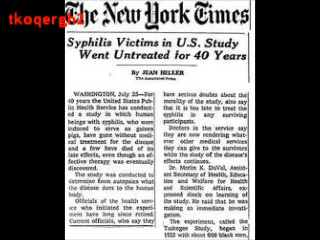 tkoqergb1
The New York Times
Syphilis Victims in U.S. Study
Went Untreated for 40 Years
By JEAN HELLER
The Associated Press
WASHINGTON, July 25—For
40 years the United States Pub-
lic Health Service has conduct-
ed a study in which human
beings with syphilis, who were
induced to serve as guinea
pigs, have gone without med-
ical treatment for the disease
and a few have died of its
late effects, even though an ef-
fective therapy was eventually
discovered.
The study was conducted to
determine from autopsies what
the disease does to the human
body.
Officials of the health serv-
ice who initiated the experi-
ment have long since retired.
Current officials, who say they
have serious doubts about the
morality of the study, also say
that it is too late to treat the
syphilis in any surviving
participants.
Doctors in the service say
they are now rendering what-
ever other medical services
they can give to the survivors
while the study of the disease's
effects continues.
Dr. Merlin K. DuVal, Assist-
ant Secretary of Health, Educa-
tion and Welfare for Health
and Scientific Affairs, ex-
pressed shock on learning of
the study. He said that he was
making an immediate investi-
gation.
The experiment, called the
Tuskegee Study, began in
1932 with about 600 black men,